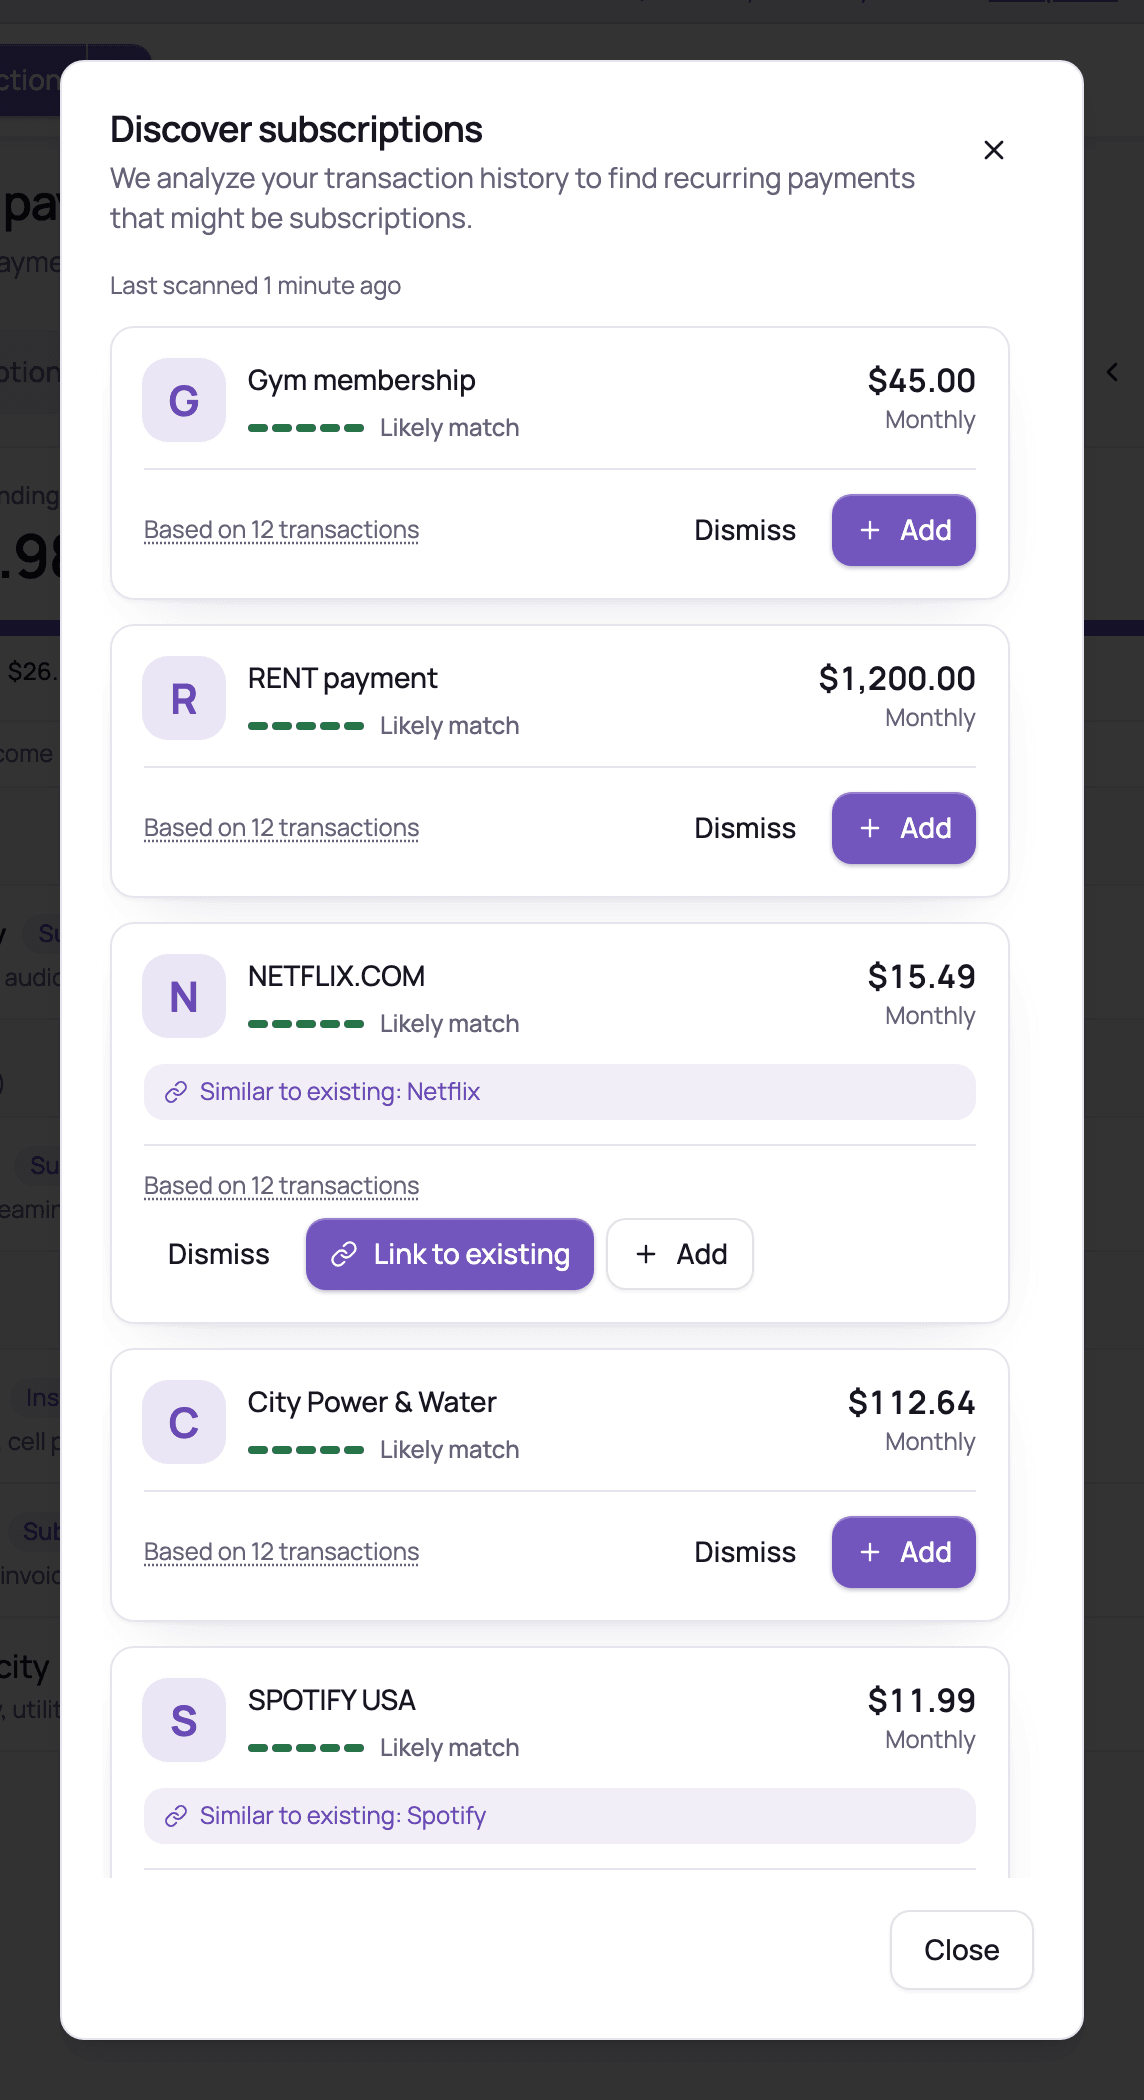 Discover subscriptions
We analyze your transaction history to find recurring payments
that might be subscriptions.
Last scanned 1 minute ago
G
Gym membership
$45.00
Likely match
Monthly
Based on 12 transactions
Dismiss
+ Add
R
RENT payment
$1,200.00
Likely match
Monthly
Based on 12 transactions
Dismiss
+ Add
N
NETFLIX.COM
$15.49
Likely match
Monthly
Similar to existing: Netflix
Based on 12 transactions
Dismiss
Link to existing
+ Add
C
City Power & Water
$112.64
Likely match
Monthly
Based on 12 transactions
Dismiss
+ Add
S
SPOTIFY USA
$11.99
Likely match
Monthly
Similar to existing: Spotify
Close